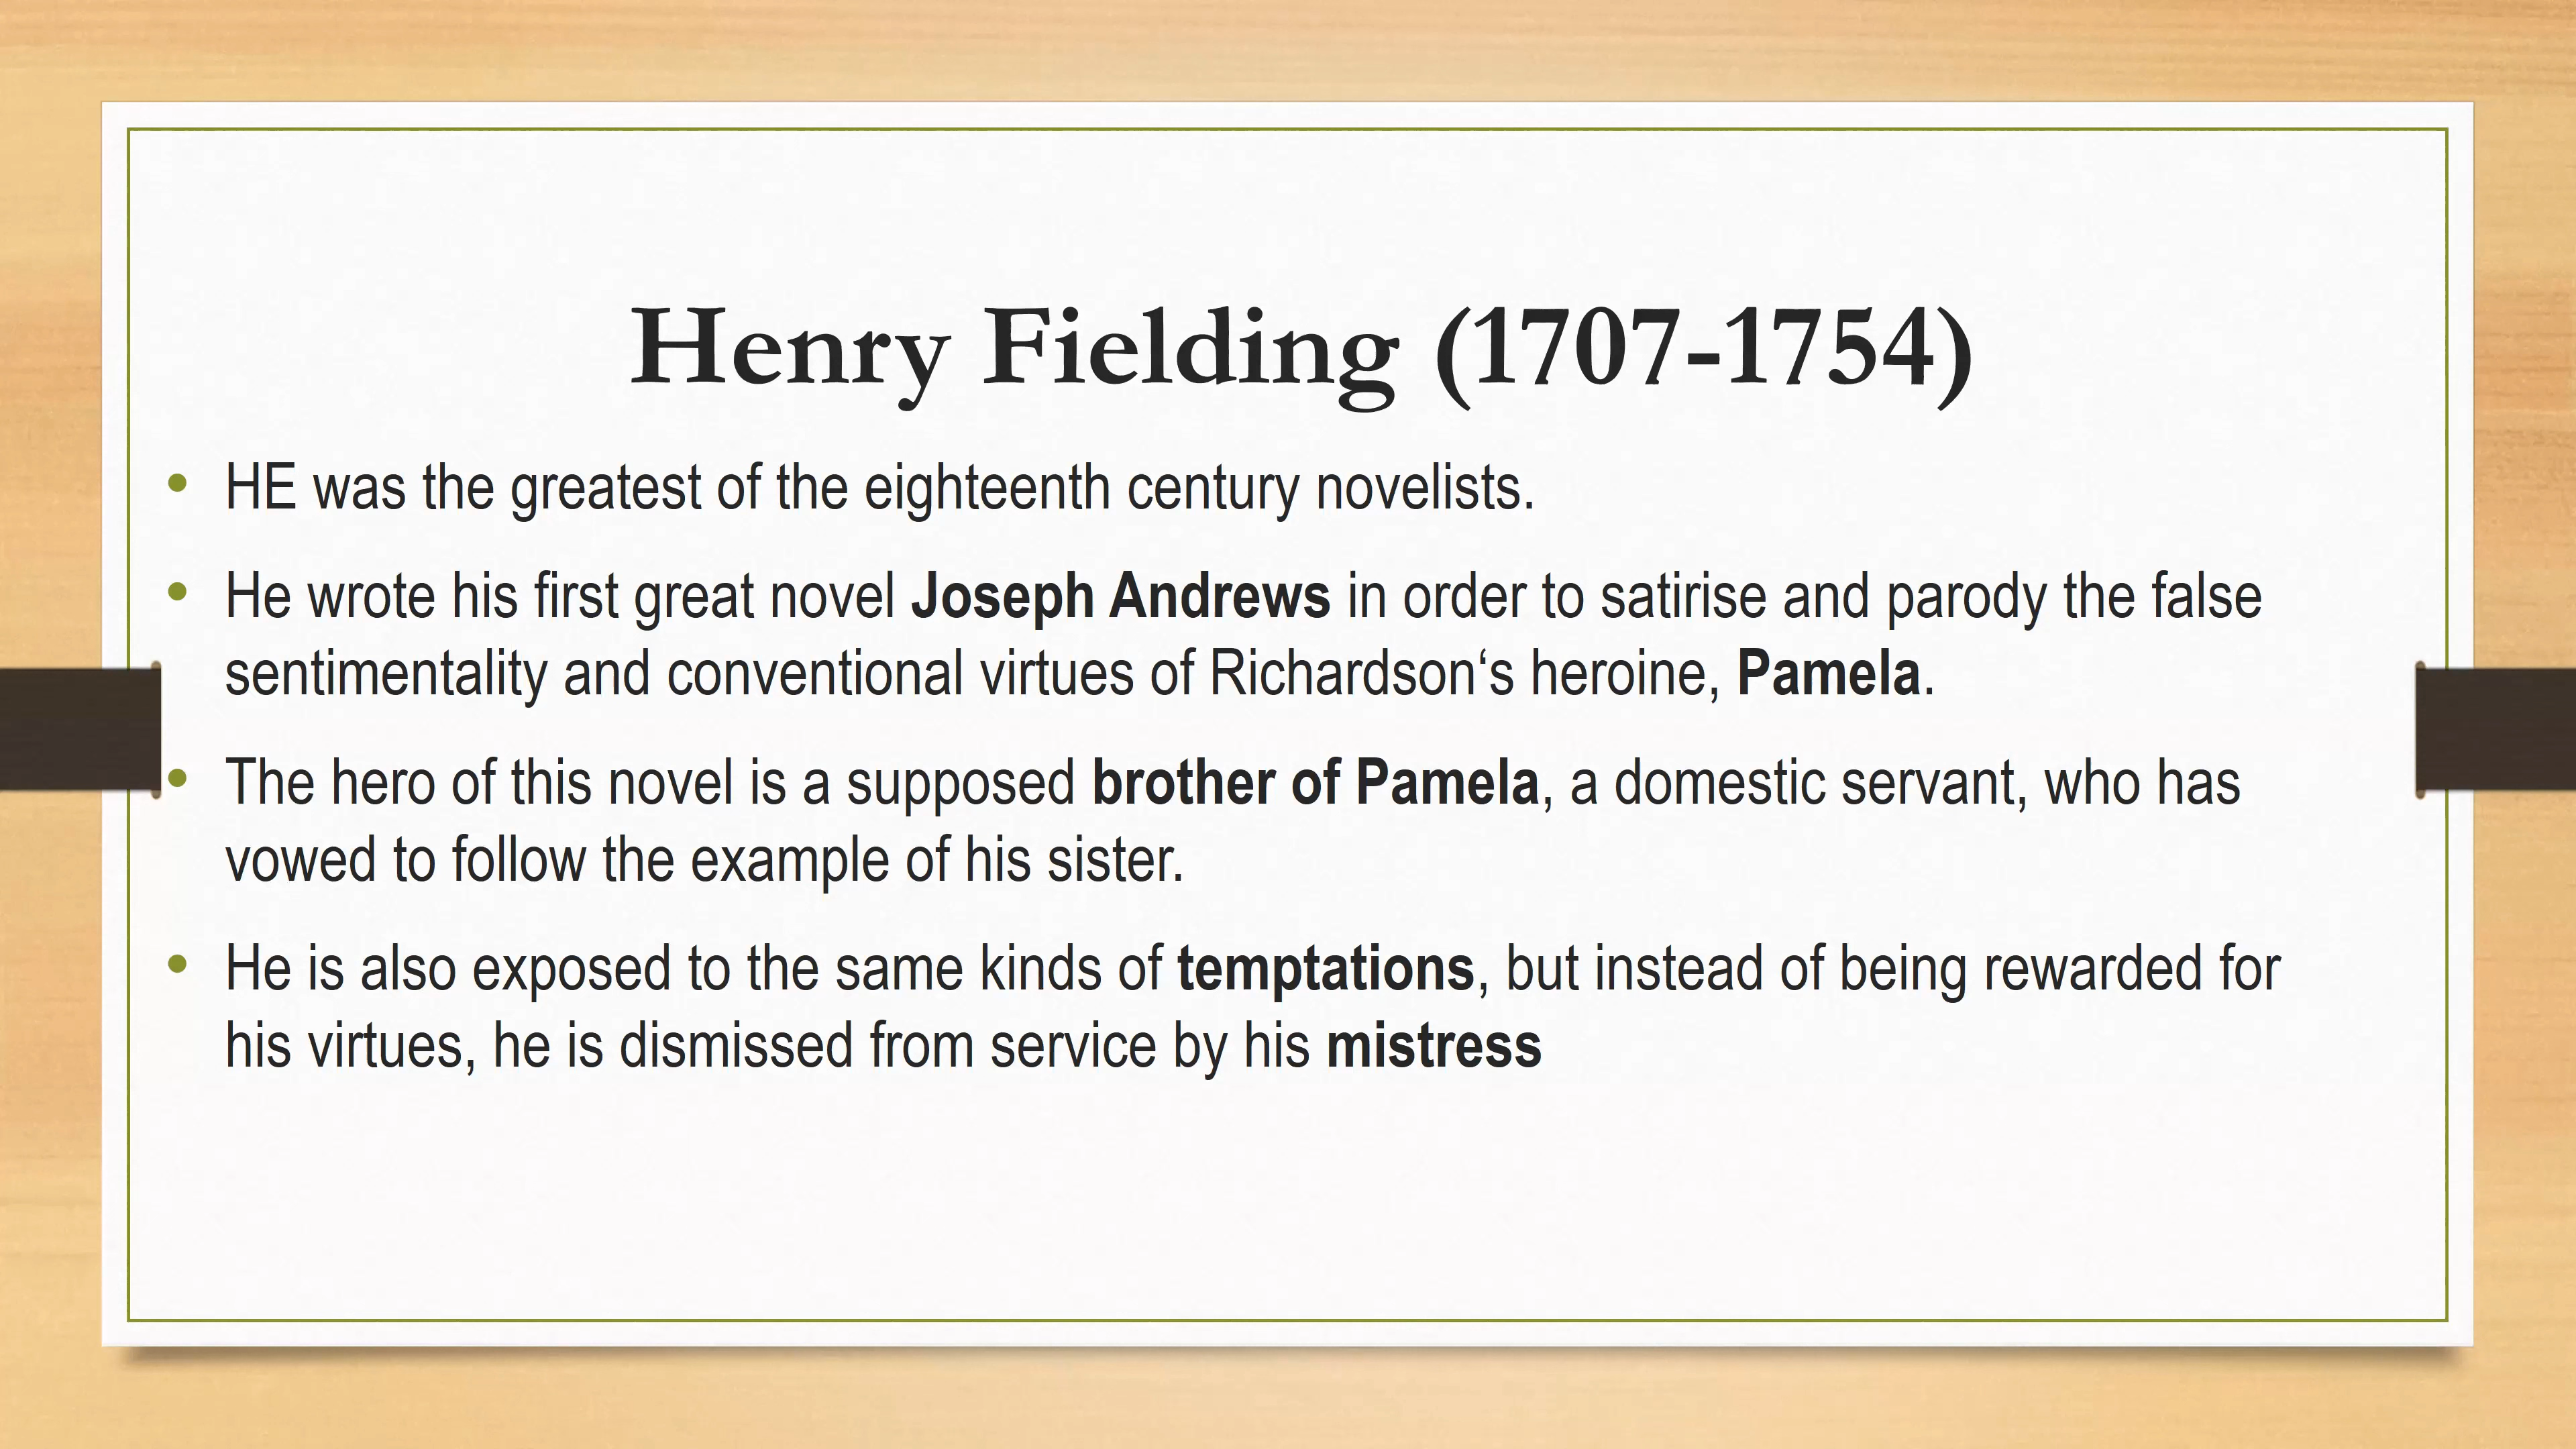 Henry Fielding (1707-1754)
• HE was the greatest of the eighteenth century novelists.
• He wrote his first great novel Joseph Andrews in order to satirise and parody the false
sentimentality and conventional virtues of Richardson‘s heroine, Pamela.
• The hero of this novel is a supposed brother of Pamela, a domestic servant, who has
vowed to follow the example of his sister.
• He is also exposed to the same kinds of temptations, but instead of being rewarded for
his virtues, he is dismissed from service by his mistress